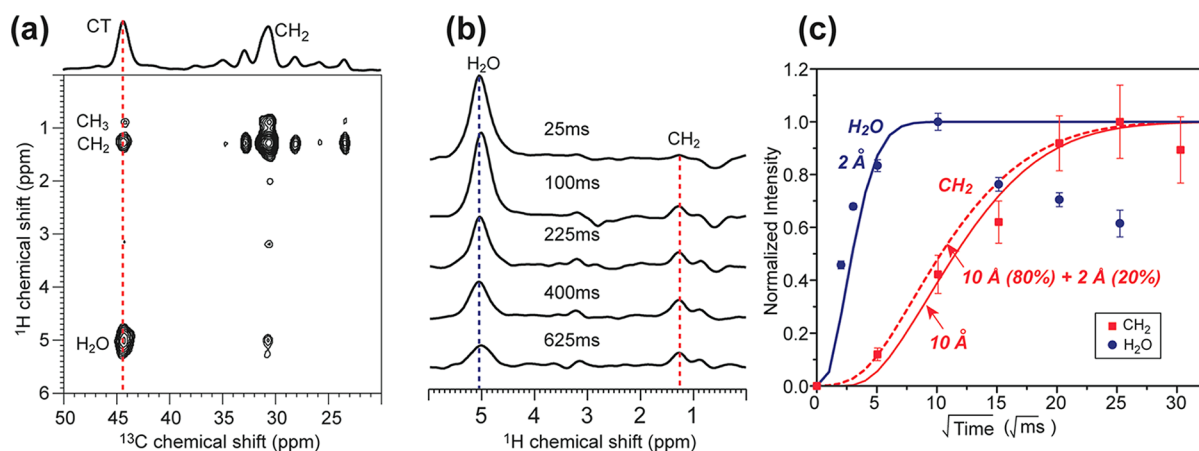 (a)
CT
CH2
CH3
CH2
H2O
1
2
3
4
5
6
1H chemical shift (ppm)
50
45
40
35
30
25
13C chemical shift (ppm)
(b)
H2O
25ms
CH2
100ms
225ms
400ms
625ms
5
4
3
2
1
1H chemical shift (ppm)
(c)
1.2
1.0
0.8
0.6
0.4
0.2
0.0
Normalized Intensity
H2O
2 Å
CH2
10 Å (80%) + 2 Å (20%)
10 Å
CH2
H2O
0
5
10
15
20
25
30
√Time (√ms)